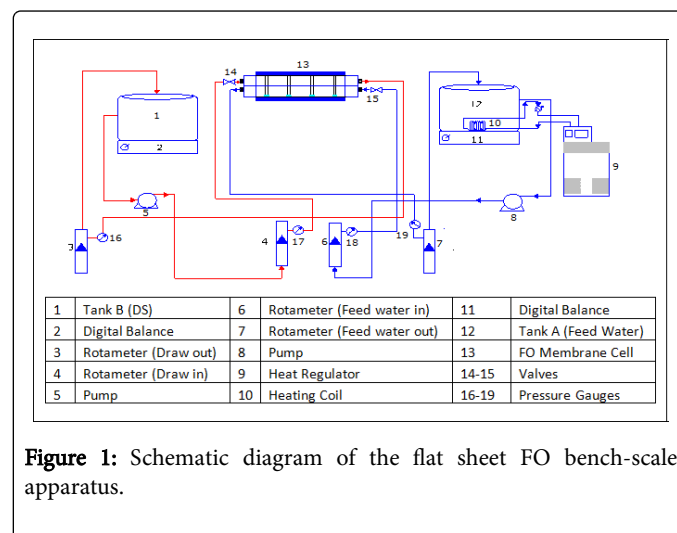 13
14
15
1
2
12
10
11
9
5
8
3
16
4
17
6
18
19
7
1 Tank B (DS) 6 Rotameter (Feed water in) 11 Digital Balance
2 Digital Balance 7 Rotameter (Feed water out) 12 Tank A (Feed Water)
3 Rotameter (Draw out) 8 Pump 13 FO Membrane Cell
4 Rotameter (Draw in) 9 Heat Regulator 14-15 Valves
5 Pump 10 Heating Coil 16-19 Pressure Gauges
Figure 1: Schematic diagram of the flat sheet FO bench-scale
apparatus.